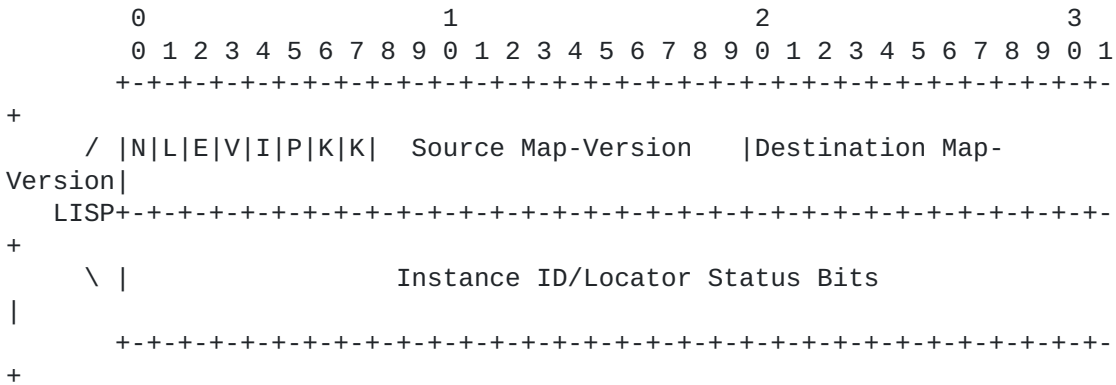 0                   1                   2                   3
0 1 2 3 4 5 6 7 8 9 0 1 2 3 4 5 6 7 8 9 0 1 2 3 4 5 6 7 8 9 0 1
+-+-+-+-+-+-+-+-+-+-+-+-+-+-+-+-+-+-+-+-+-+-+-+-+-+-+-+-+-+-+-+-
+
/ |N|L|E|V|I|P|K|K|  Source Map-Version   |Destination Map-
Version|
LISP+-+-+-+-+-+-+-+-+-+-+-+-+-+-+-+-+-+-+-+-+-+-+-+-+-+-+-+-+-+-+-+-
+
\ |                 Instance ID/Locator Status Bits
|
+-+-+-+-+-+-+-+-+-+-+-+-+-+-+-+-+-+-+-+-+-+-+-+-+-+-+-+-+-+-+-+-
+